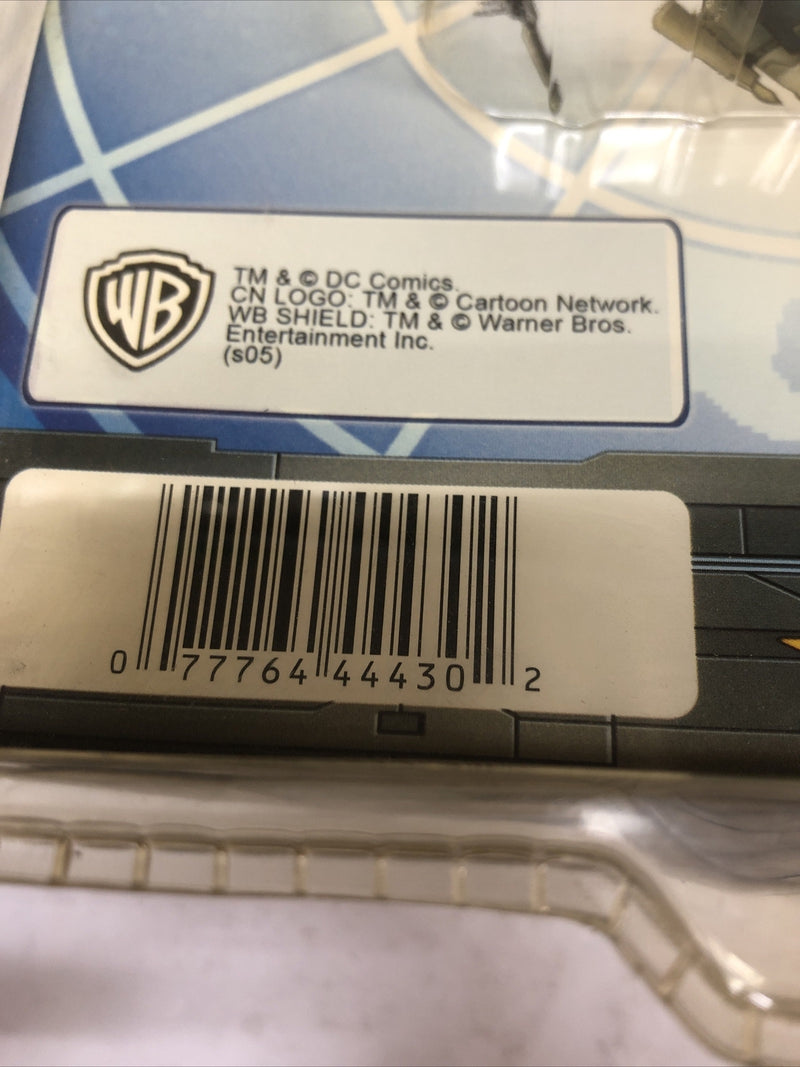 WB
TM & © DC Comics.
CN LOGO: TM & © Cartoon Network.
WB SHIELD: TM & © Warner Bros.
Entertainment Inc.
(s05)
0 77764 44430 2